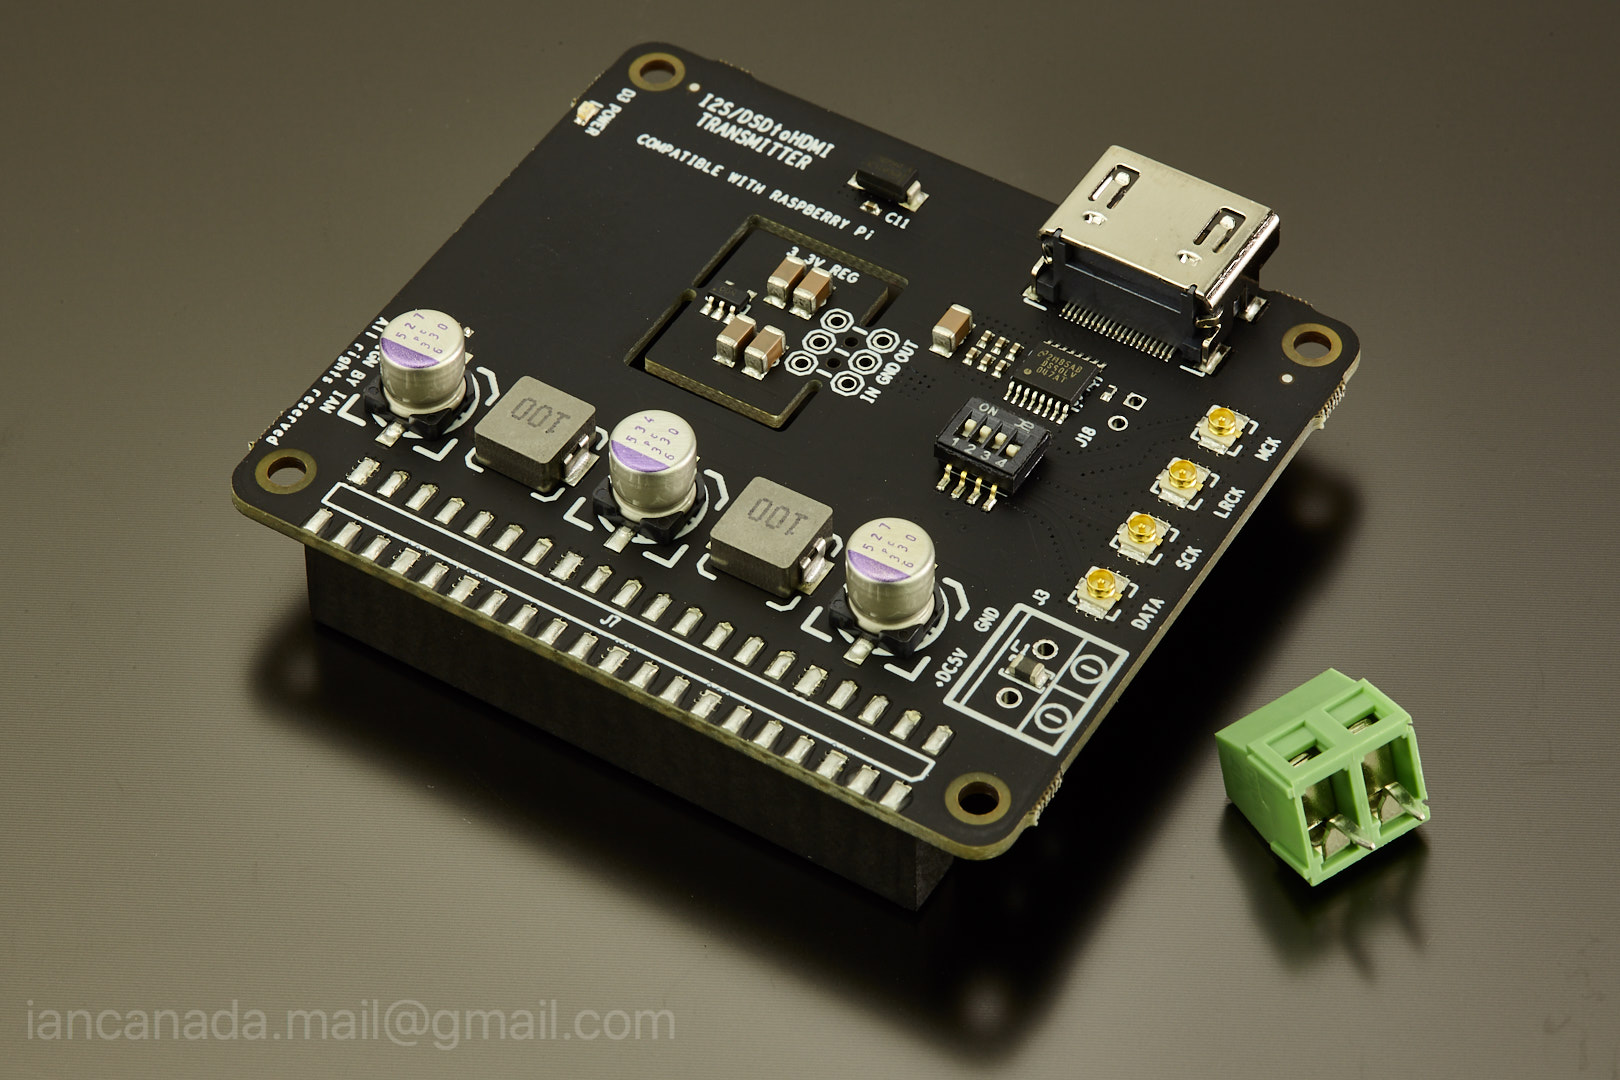 I2S/DSDtoHDMI
TRANSMITTER
COMPATIBLE WITH RASPBERRY Pi
D3 POWER
C11
3.3V REG
OUT
GND
IN
ON
1 2 3 4
J18
MCK
LRCK
SCK
DATA
J3
GND
+DC5V
J1
100
100
BY IAN
rights reserved
iancanada.mail@gmail.com